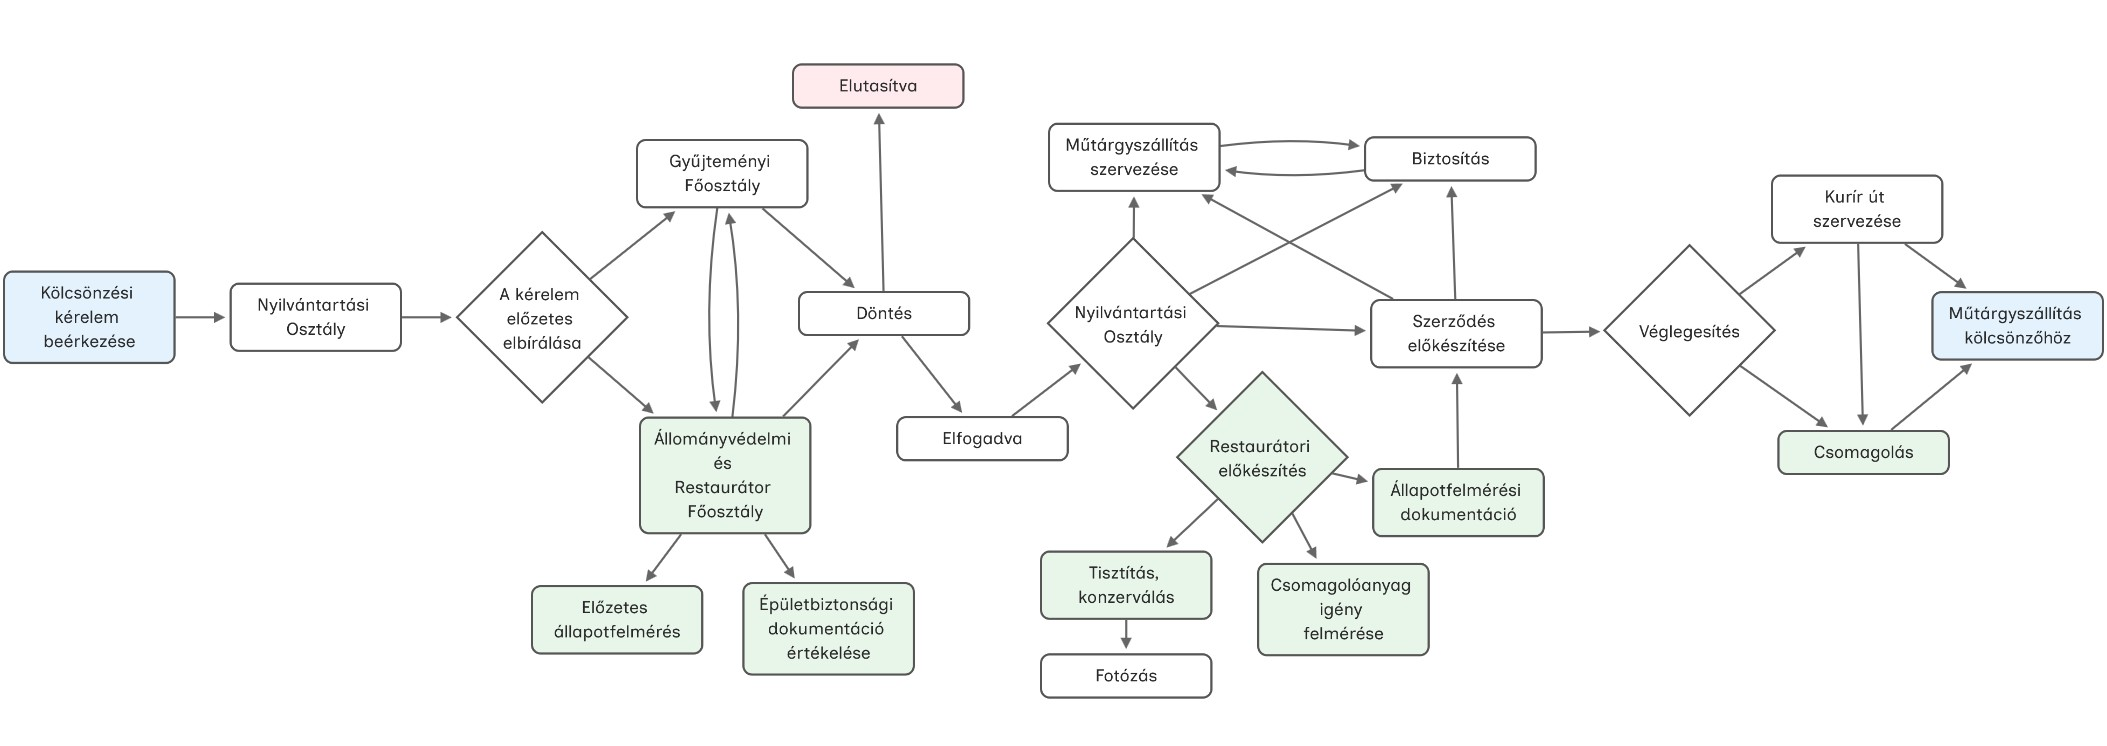 Kölcsönzési
kérelem
beérkezése
Nyilvántartási
Osztály
A kérelem
előzetes
elbírálása
Gyűjteményi
Főosztály
Állományvédelmi
és
Restaurátor
Főosztály
Előzetes
állapotfelmérés
Épületbiztonsági
dokumentáció
értékelése
Elutasítva
Döntés
Elfogadva
Nyilvántartási
Osztály
Műtárgyszállítás
szervezése
Biztosítás
Szerződés
előkészítése
Restaurátori
előkészítés
Állapotfelmérési
dokumentáció
Tisztítás,
konzerválás
Csomagolóanyag
igény
felmérése
Fotózás
Véglegesítés
Kurír út
szervezése
Csomagolás
Műtárgyszállítás
kölcsönzőhöz